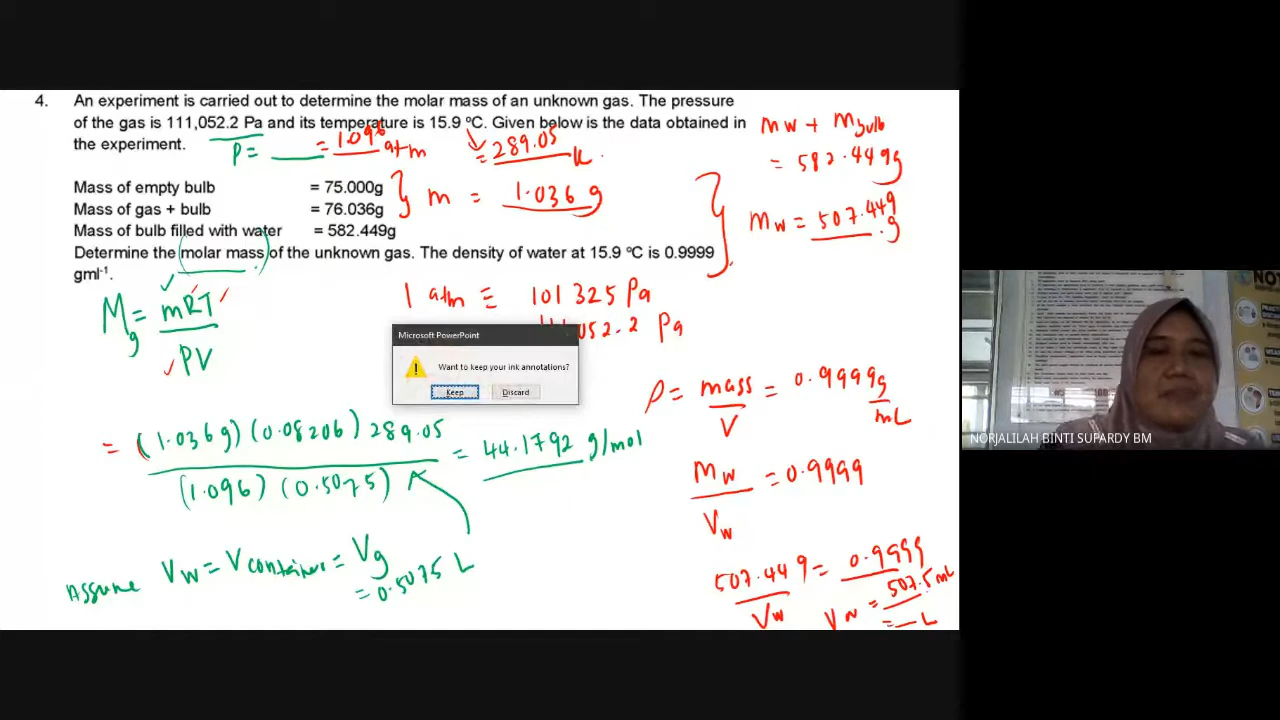 4. An experiment is carried out to determine the molar mass of an unknown gas. The pressure
of the gas is 111,052.2 Pa and its temperature is 15.9 ºC. Given below is the data obtained in
the experiment.
P = = 1.096 atm
= 289.05 K
Mass of empty bulb = 75.000g
Mass of gas + bulb = 76.036g
Mass of bulb filled with water = 582.449g
m = 1.036 g
Determine the molar mass of the unknown gas. The density of water at 15.9 ºC is 0.9999
gml-1.
mw + mbulb
= 582.449g
mw = 507.449g
Mg = mRT
PV
1 atm ≡ 101 325 Pa
052.2 Pa
Microsoft PowerPoint
Want to keep your ink annotations?
Keep Discard
= (1.036g) (0.08206) 289.05 = 44.1792 g/mol
(1.096) (0.5075)
Assume Vw = Vcontainer = Vg
= 0.5075 L
ρ = mass = 0.9999g
V mL
mw = 0.9999
Vw
507.449 = 0.9999
Vw
Vw = 507.5 mL
= — L
NORJALILAH BINTI SUPARDY BM